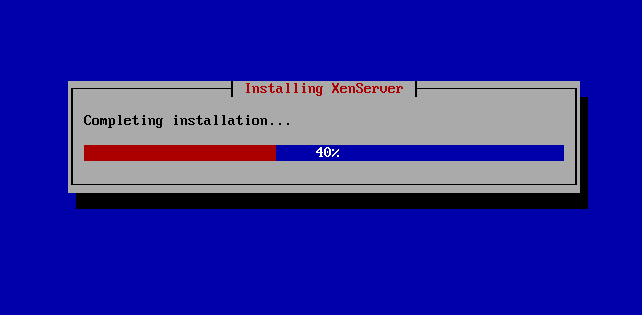 Installing XenServer
Completing installation...
40%